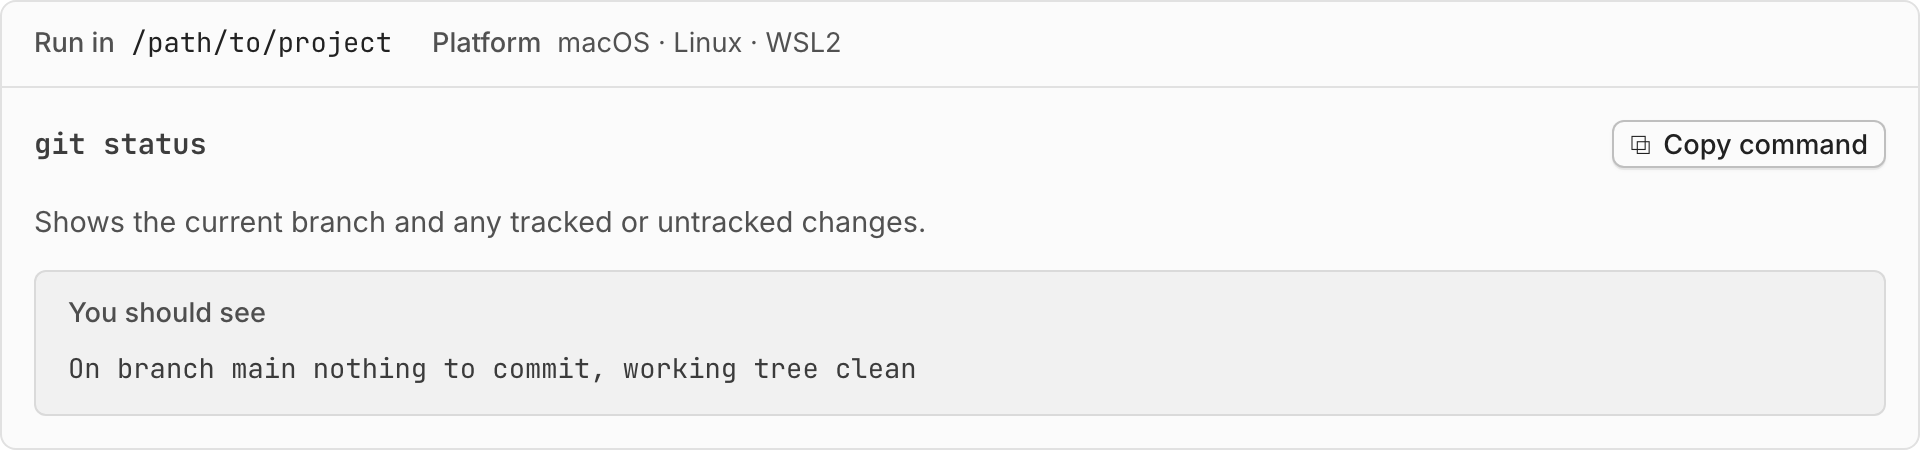 Run in /path/to/project Platform macOS · Linux · WSL2
git status
Copy command
Shows the current branch and any tracked or untracked changes.
You should see
On branch main nothing to commit, working tree clean